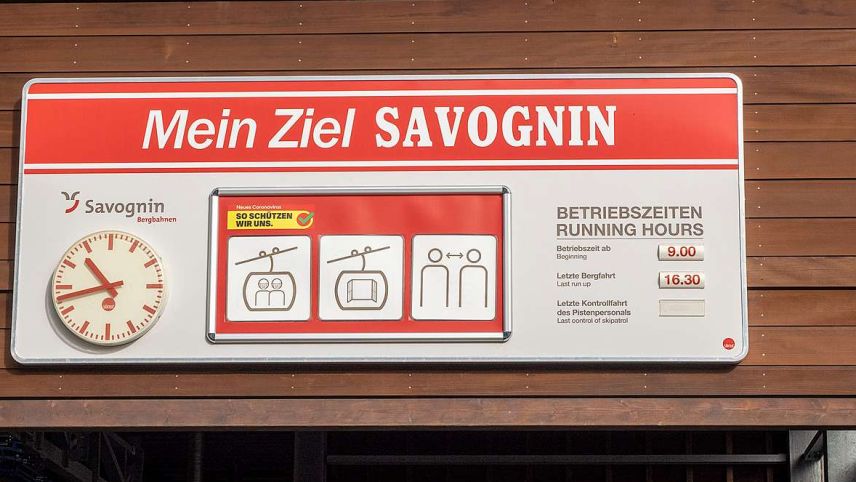 Mein Ziel SAVOGNIN
Savognin
Bergbahnen
Neues Coronavirus
SO SCHÜTZEN
WIR UNS.
BETRIEBSZEITEN
RUNNING HOURS
Betriebszeit ab 9.00
Beginning
Letzte Bergfahrt 16.30
Last run up
Letzte Kontrollfahrt
des Pistenpersonals
Last control of skipatrol